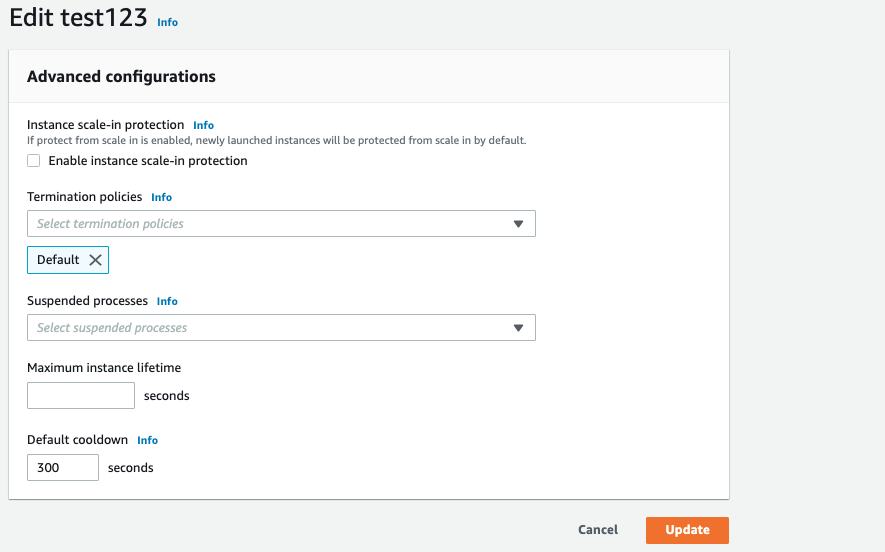 Edit test123 Info
Advanced configurations
Instance scale-in protection Info
If protect from scale in is enabled, newly launched instances will be protected from scale in by default.
Enable instance scale-in protection
Termination policies Info
Select termination policies
Default
Suspended processes Info
Select suspended processes
Maximum instance lifetime
seconds
Default cooldown Info
300 seconds
Cancel Update